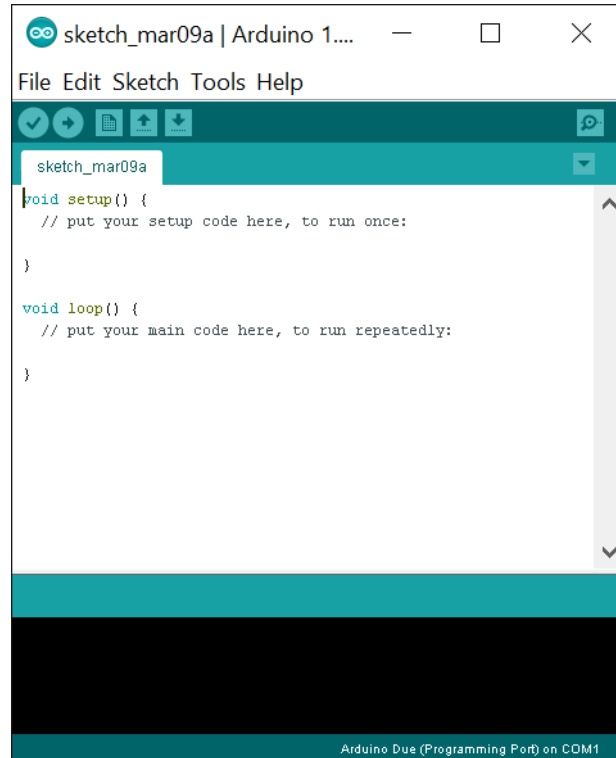 sketch_mar09a | Arduino 1....
File Edit Sketch Tools Help
sketch_mar09a
void setup() {
  // put your setup code here, to run once:
}
void loop() {
  // put your main code here, to run repeatedly:
}
Arduino Due (Programming Port) on COM1